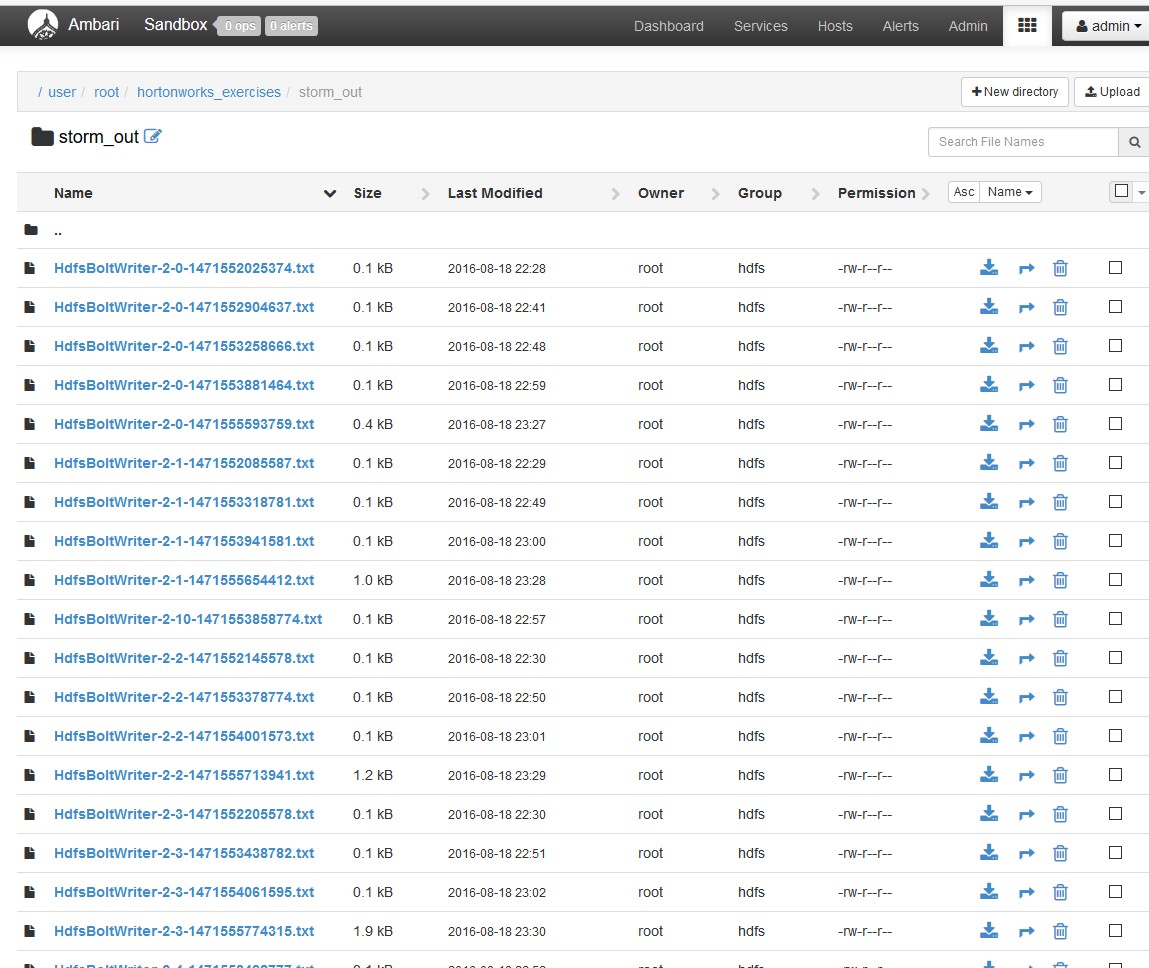 Ambari Sandbox 0 ops 0 alerts Dashboard Services Hosts Alerts Admin admin
/ user / root / hortonworks_exercises / storm_out New directory Upload
storm_out Search File Names
Name Size Last Modified Owner Group Permission Asc Name
..
HdfsBoltWriter-2-0-1471552025374.txt 0.1 kB 2016-08-18 22:28 root hdfs -rw-r--r--
HdfsBoltWriter-2-0-1471552904637.txt 0.1 kB 2016-08-18 22:41 root hdfs -rw-r--r--
HdfsBoltWriter-2-0-1471553258666.txt 0.1 kB 2016-08-18 22:48 root hdfs -rw-r--r--
HdfsBoltWriter-2-0-1471553881464.txt 0.1 kB 2016-08-18 22:59 root hdfs -rw-r--r--
HdfsBoltWriter-2-0-1471555593759.txt 0.4 kB 2016-08-18 23:27 root hdfs -rw-r--r--
HdfsBoltWriter-2-1-1471552085587.txt 0.1 kB 2016-08-18 22:29 root hdfs -rw-r--r--
HdfsBoltWriter-2-1-1471553318781.txt 0.1 kB 2016-08-18 22:49 root hdfs -rw-r--r--
HdfsBoltWriter-2-1-1471553941581.txt 0.1 kB 2016-08-18 23:00 root hdfs -rw-r--r--
HdfsBoltWriter-2-1-1471555654412.txt 1.0 kB 2016-08-18 23:28 root hdfs -rw-r--r--
HdfsBoltWriter-2-10-1471553858774.txt 0.1 kB 2016-08-18 22:57 root hdfs -rw-r--r--
HdfsBoltWriter-2-2-1471552145578.txt 0.1 kB 2016-08-18 22:30 root hdfs -rw-r--r--
HdfsBoltWriter-2-2-1471553378774.txt 0.1 kB 2016-08-18 22:50 root hdfs -rw-r--r--
HdfsBoltWriter-2-2-1471554001573.txt 0.1 kB 2016-08-18 23:01 root hdfs -rw-r--r--
HdfsBoltWriter-2-2-1471555713941.txt 1.2 kB 2016-08-18 23:29 root hdfs -rw-r--r--
HdfsBoltWriter-2-3-1471552205578.txt 0.1 kB 2016-08-18 22:30 root hdfs -rw-r--r--
HdfsBoltWriter-2-3-1471553438782.txt 0.1 kB 2016-08-18 22:51 root hdfs -rw-r--r--
HdfsBoltWriter-2-3-1471554061595.txt 0.1 kB 2016-08-18 23:02 root hdfs -rw-r--r--
HdfsBoltWriter-2-3-1471555774315.txt 1.9 kB 2016-08-18 23:30 root hdfs -rw-r--r--